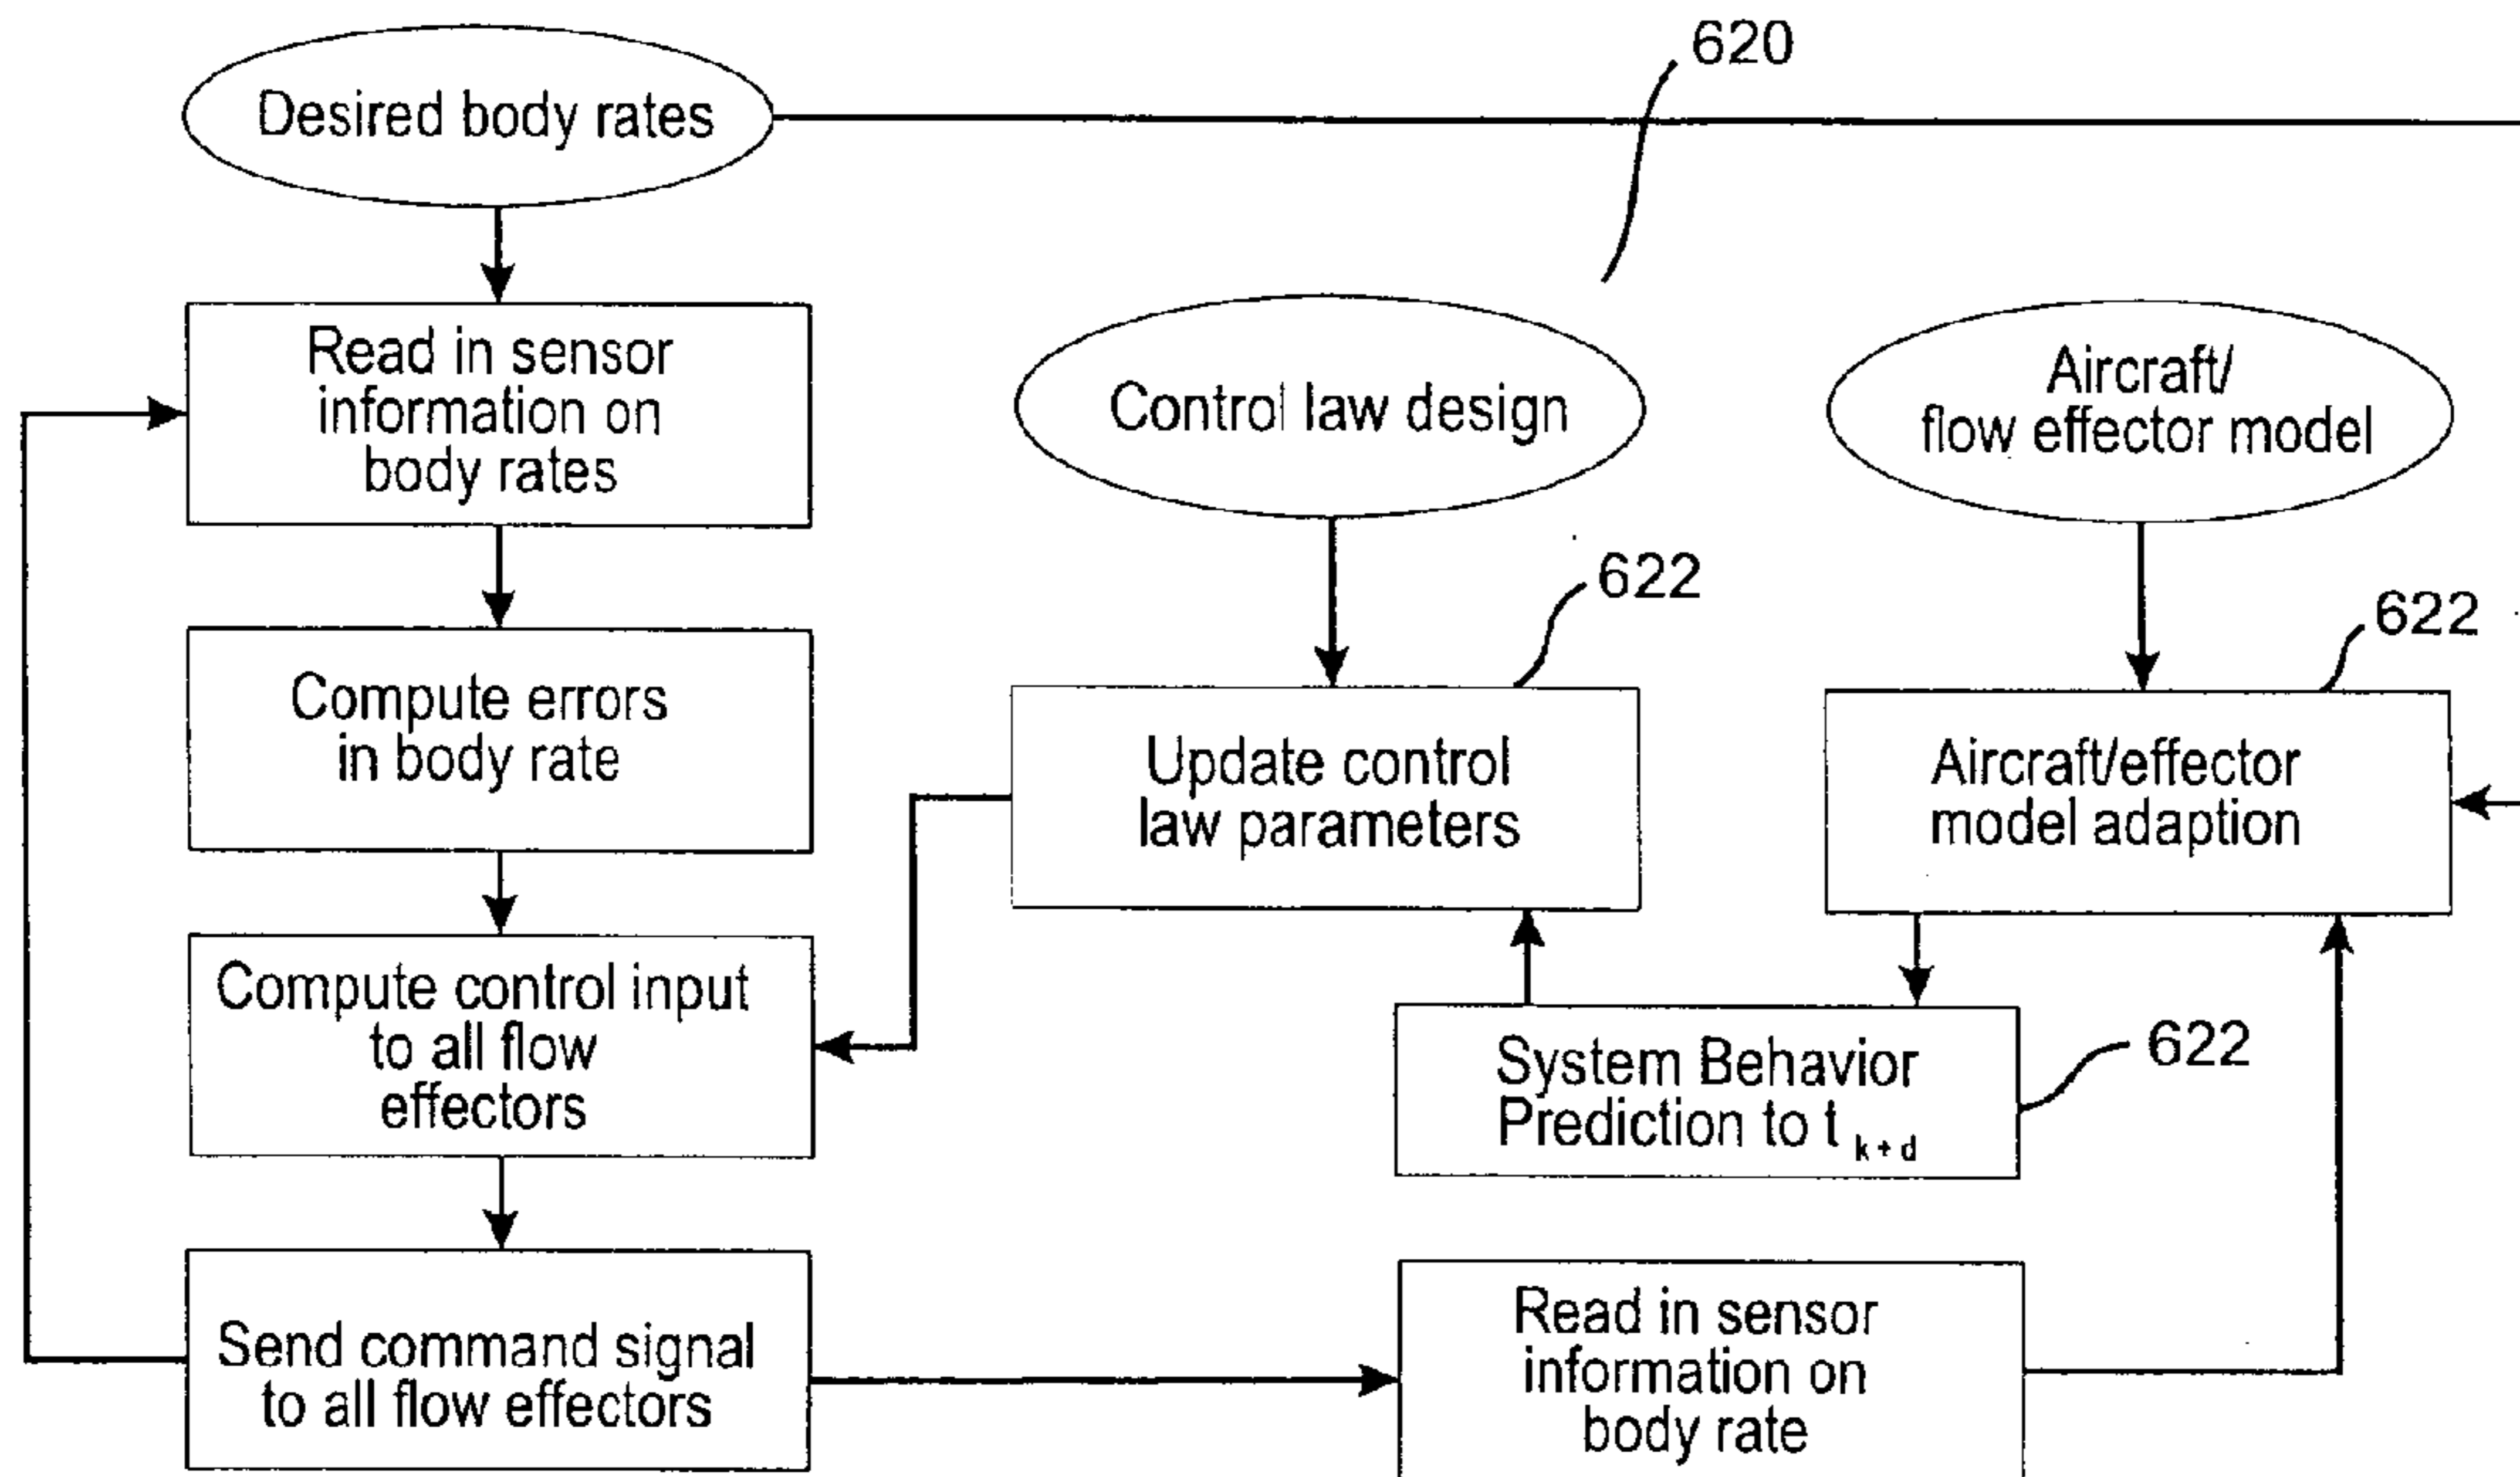 620
Desired body rates
Read in sensor
information on
body rates
Control law design
Aircraft/
flow effector model
622
622
Compute errors
in body rate
Update control
law parameters
Aircraft/effector
model adaption
Compute control input
to all flow
effectors
System Behavior
Prediction to t k + d
622
Send command signal
to all flow effectors
Read in sensor
information on
body rate